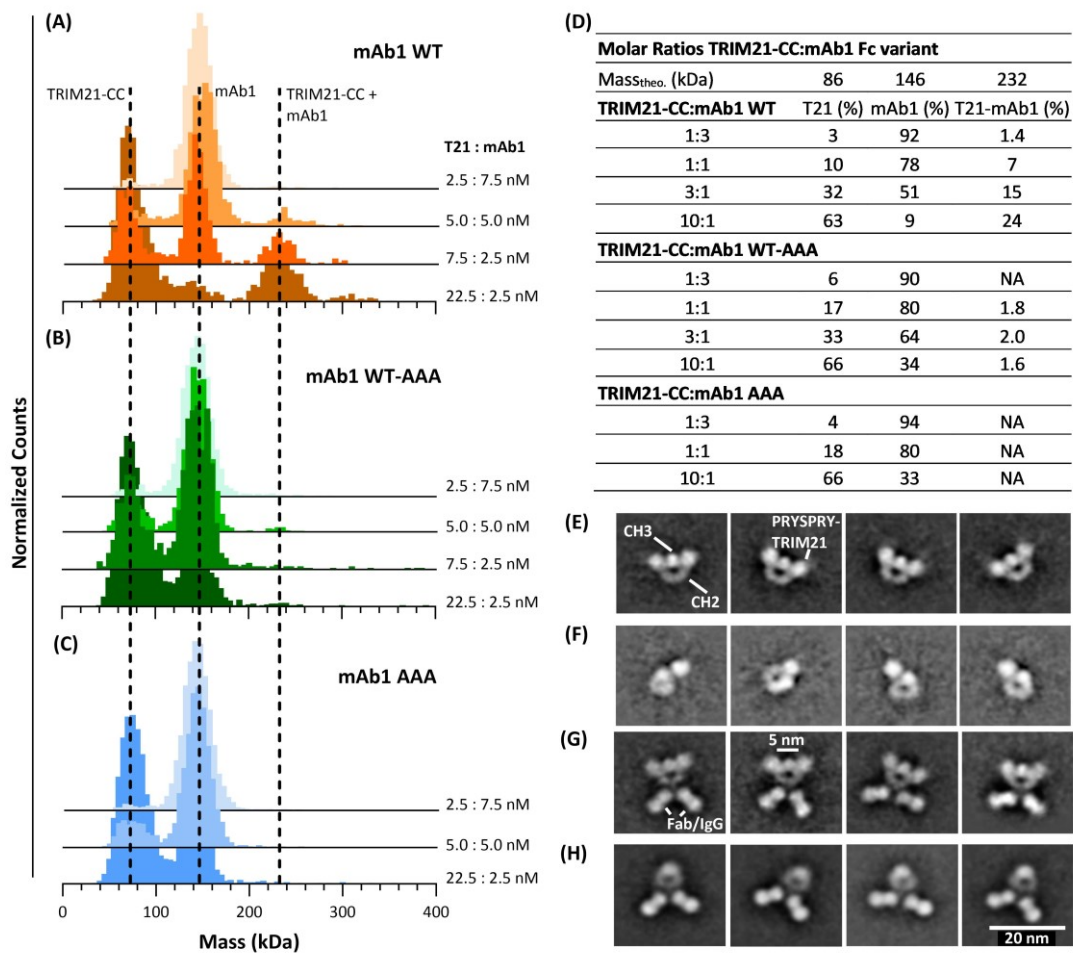 (A)
mAb1 WT
TRIM21-CC
mAb1
TRIM21-CC +
mAb1
T21 : mAb1
2.5 : 7.5 nM
5.0 : 5.0 nM
7.5 : 2.5 nM
22.5 : 2.5 nM
(B)
mAb1 WT-AAA
2.5 : 7.5 nM
5.0 : 5.0 nM
7.5 : 2.5 nM
22.5 : 2.5 nM
(C)
mAb1 AAA
2.5 : 7.5 nM
5.0 : 5.0 nM
22.5 : 2.5 nM
0 100 200 300 400
Mass (kDa)
Normalized Counts
(D)
Molar Ratios TRIM21-CC:mAb1 Fc variant
Mass theo. (kDa) 86 146 232
TRIM21-CC:mAb1 WT T21 (%) mAb1 (%) T21-mAb1 (%)
1:3 3 92 1.4
1:1 10 78 7
3:1 32 51 15
10:1 63 9 24
TRIM21-CC:mAb1 WT-AAA
1:3 6 90 NA
1:1 17 80 1.8
3:1 33 64 2.0
10:1 66 34 1.6
TRIM21-CC:mAb1 AAA
1:3 4 94 NA
1:1 18 80 NA
10:1 66 33 NA
(E)
CH3
CH2
PRYSPRY-
TRIM21
(F)
(G)
5 nm
Fab/IgG
(H)
20 nm